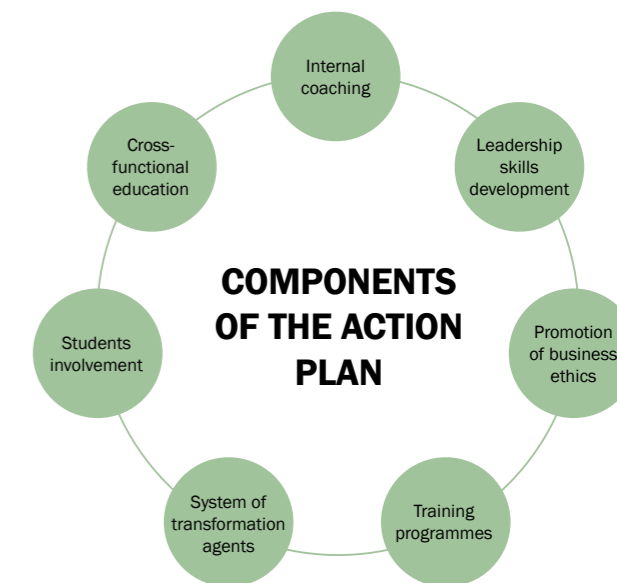 Internal
coaching
Leadership
skills
development
Promotion
of business
ethics
Training
programmes
System of
transformation
agents
Students
involvement
Cross-
functional
education
COMPONENTS
OF THE ACTION
PLAN